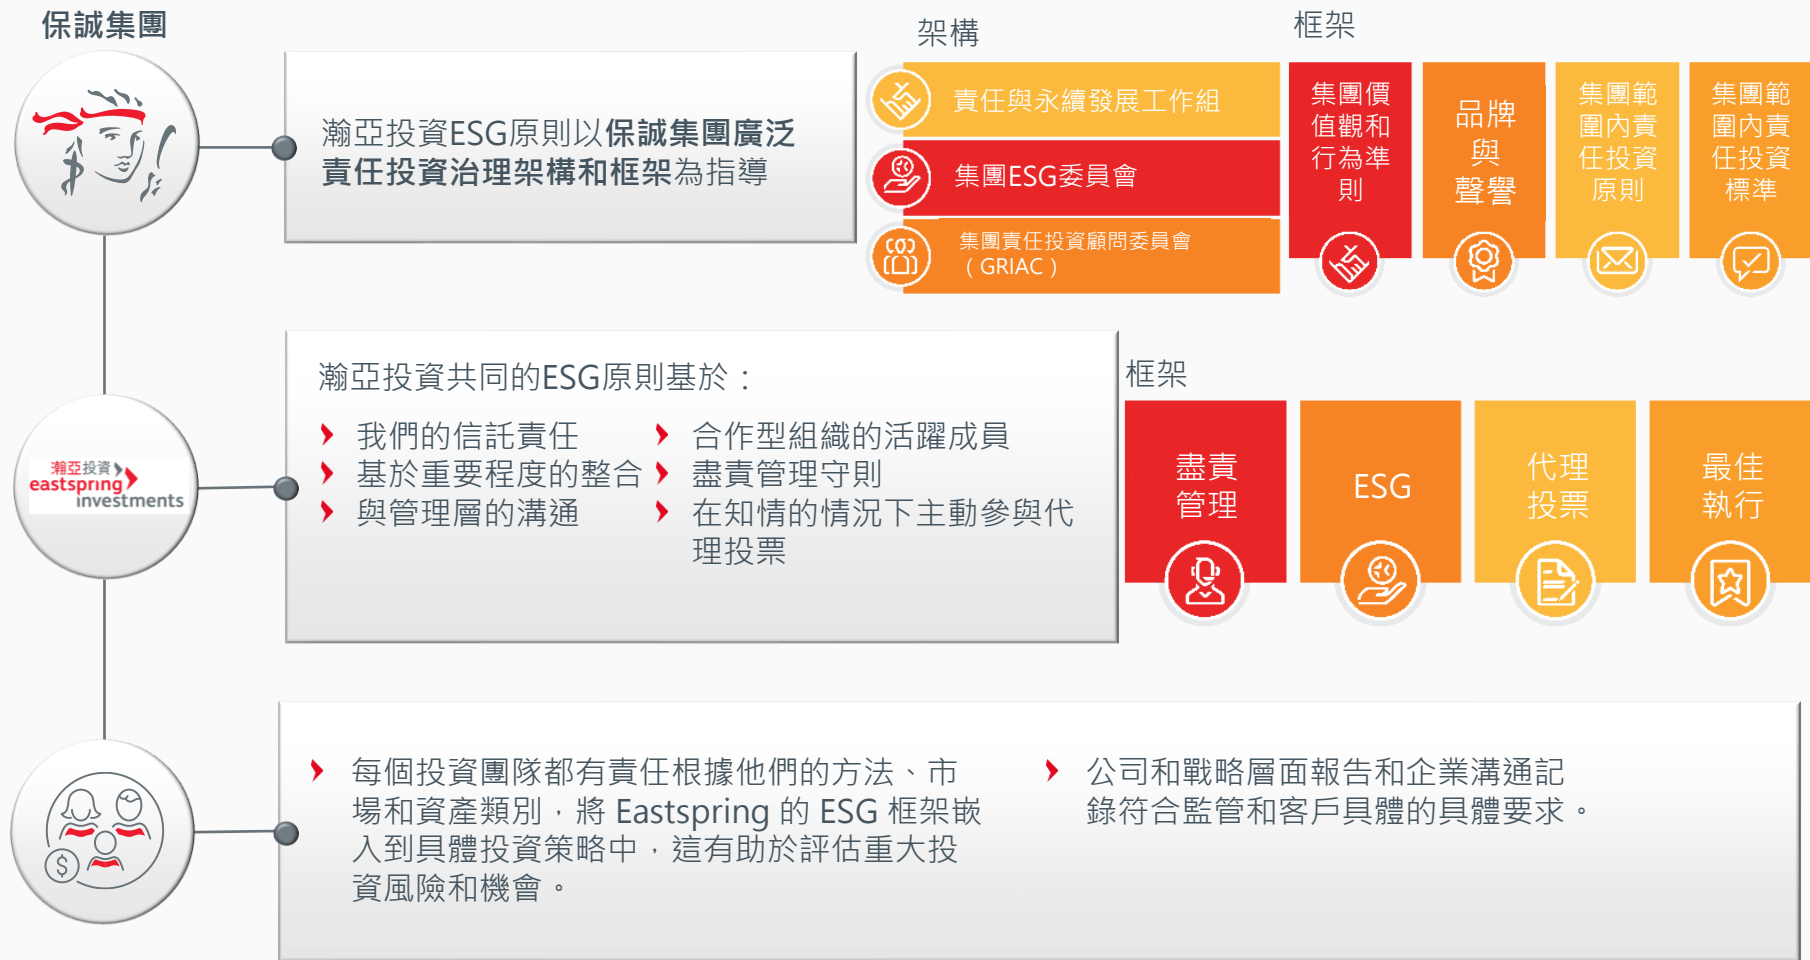 保誠集團
瀚亞投資ESG原則以保誠集團廣泛
責任投資治理架構和框架為指導
架構
責任與永續發展工作組
集團ESG委員會
集團責任投資顧問委員會
（GRIAC）
框架
集團價
值觀和
行為準
則
品牌
與
聲譽
集團範
圍內責
任投資
原則
集團範
圍內責
任投資
標準
瀚亞投資
eastspring
investments
瀚亞投資共同的ESG原則基於：
我們的信託責任
基於重要程度的整合
與管理層的溝通
合作型組織的活躍成員
盡責管理守則
在知情的情況下主動參與代
理投票
框架
盡責
管理
ESG
代理
投票
最佳
執行
$
每個投資團隊都有責任根據他們的方法、市
場和資產類別，將 Eastspring 的 ESG 框架嵌
入到具體投資策略中，這有助於評估重大投
資風險和機會。
公司和戰略層面報告和企業溝通記
錄符合監管和客戶具體的具體要求。